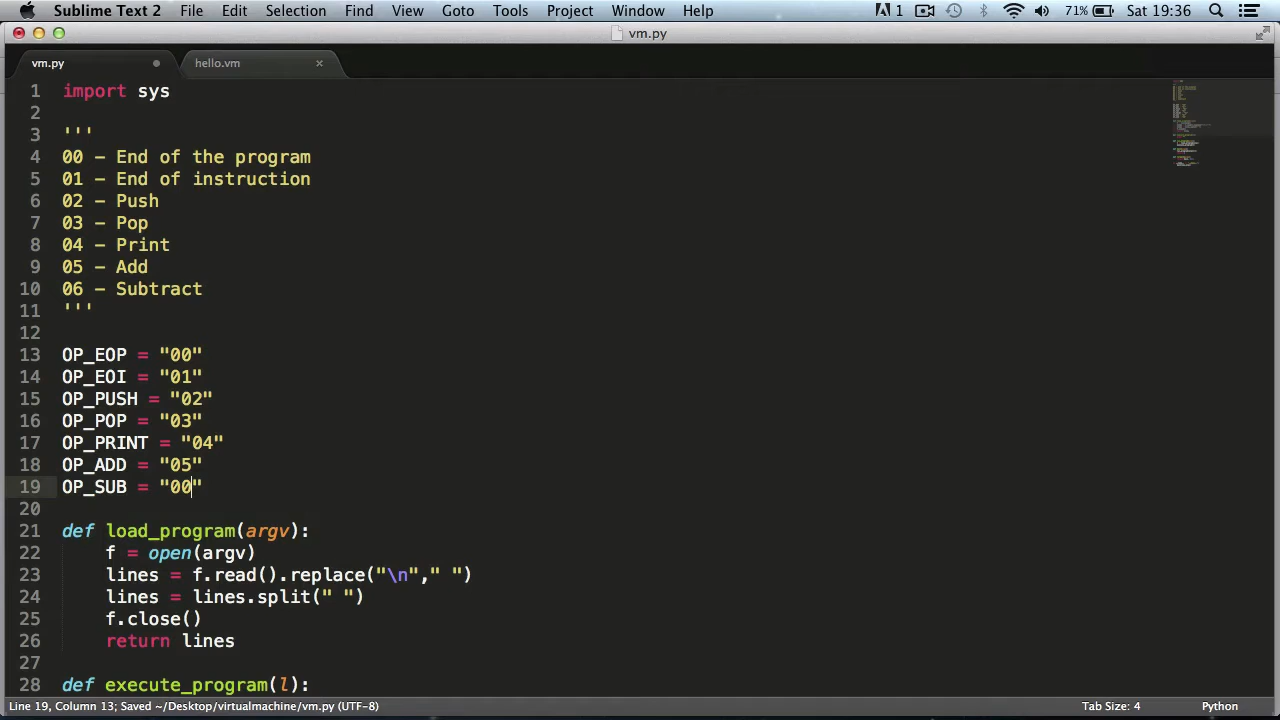 Sublime Text 2 File Edit Selection Find View Goto Tools Project Window Help 1 71% Sat 19:36
vm.py
vm.py hello.vm
1 import sys
2
3 '''
4 00 - End of the program
5 01 - End of instruction
6 02 - Push
7 03 - Pop
8 04 - Print
9 05 - Add
10 06 - Subtract
11 '''
12
13 OP_EOP = "00"
14 OP_EOI = "01"
15 OP_PUSH = "02"
16 OP_POP = "03"
17 OP_PRINT = "04"
18 OP_ADD = "05"
19 OP_SUB = "00"
20
21 def load_program(argv):
22 f = open(argv)
23 lines = f.read().replace("\n"," ")
24 lines = lines.split(" ")
25 f.close()
26 return lines
27
28 def execute_program(l):
Line 19, Column 13; Saved ~/Desktop/virtualmachine/vm.py (UTF-8) Tab Size: 4 Python